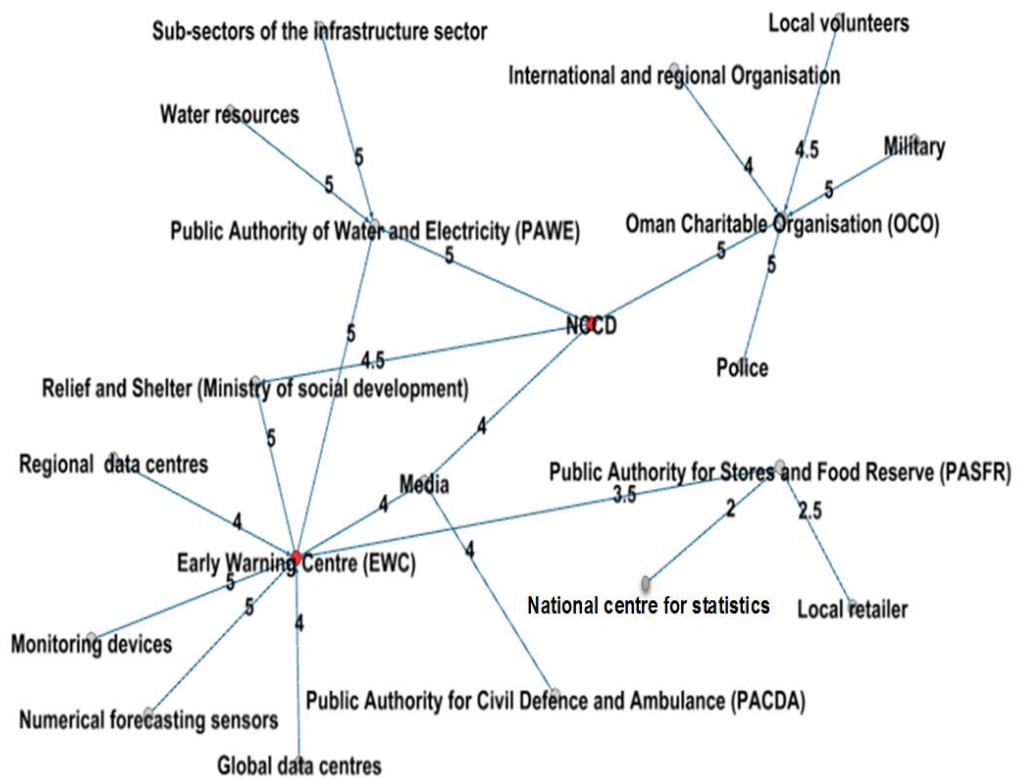 Local volunteers
Sub-sectors of the infrastructure sector
International and regional Organisation
Water resources
Military
5
4.5
4
5
5
Oman Charitable Organisation (OCO)
Public Authority of Water and Electricity (PAWE)
5
5
5
NCCD
5
4.5
Police
Relief and Shelter (Ministry of social development)
4
5
Regional data centres
Public Authority for Stores and Food Reserve (PASFR)
Media
3.5
4
2
2.5
4
4
Early Warning Centre (EWC)
5
5
National centre for statistics
Local retailer
4
Monitoring devices
Public Authority for Civil Defence and Ambulance (PACDA)
Numerical forecasting sensors
Global data centres